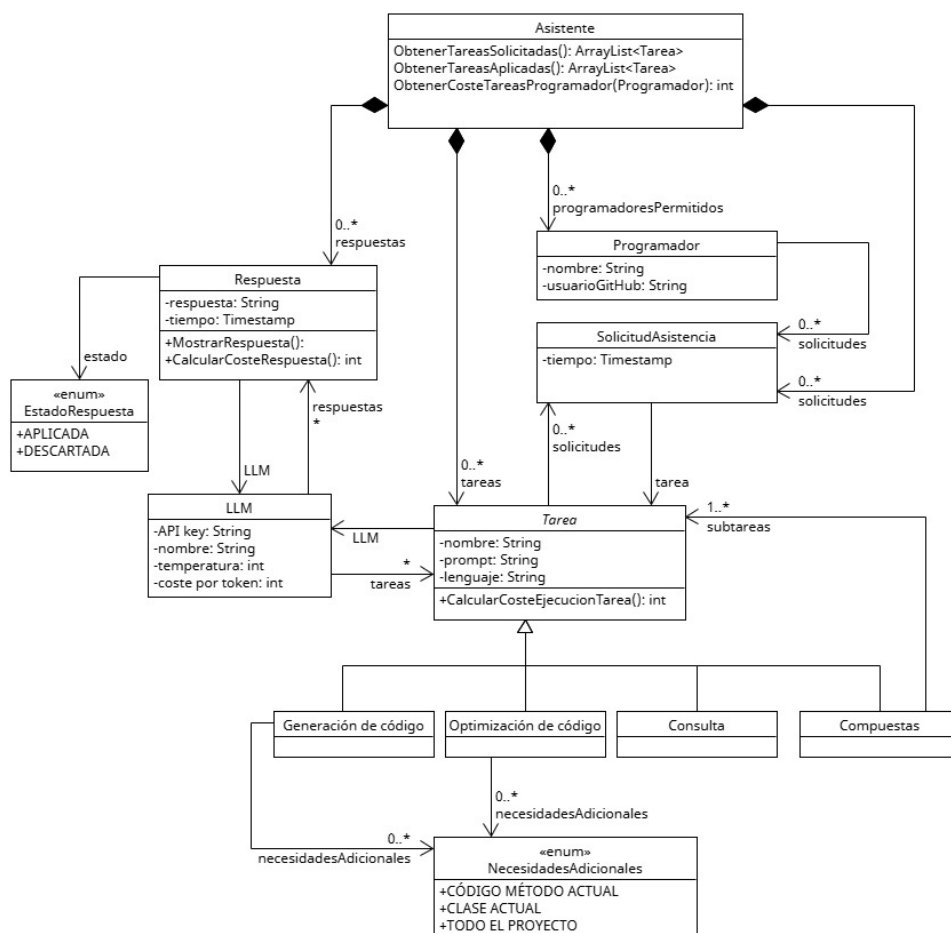 Asistente
ObtenerTareasSolicitadas(): ArrayList<Tarea>
ObtenerTareasAplicadas(): ArrayList<Tarea>
ObtenerCosteTareasProgramador(Programador): int
0..*
respuestas
0..*
programadoresPermitidos
Programador
-nombre: String
-usuarioGitHub: String
Respuesta
-respuesta: String
-tiempo: Timestamp
+MostrarRespuesta():
+CalcularCosteRespuesta(): int
0..*
solicitudes
SolicitudAsistencia
-tiempo: Timestamp
0..*
solicitudes
estado
«enum»
EstadoRespuesta
+APLICADA
+DESCARTADA
respuestas
*
LLM
0..*
solicitudes
tarea
0..*
tareas
LLM
-API key: String
-nombre: String
-temperatura: int
-coste por token: int
LLM
*
tareas
Tarea
-nombre: String
-prompt: String
-lenguaje: String
+CalcularCosteEjecucionTarea(): int
1..*
subtareas
Generación de código
Optimización de código
Consulta
Compuestas
0..*
necesidadesAdicionales
0..*
necesidadesAdicionales
«enum»
NecesidadesAdicionales
+CÓDIGO MÉTODO ACTUAL
+CLASE ACTUAL
+TODO EL PROYECTO